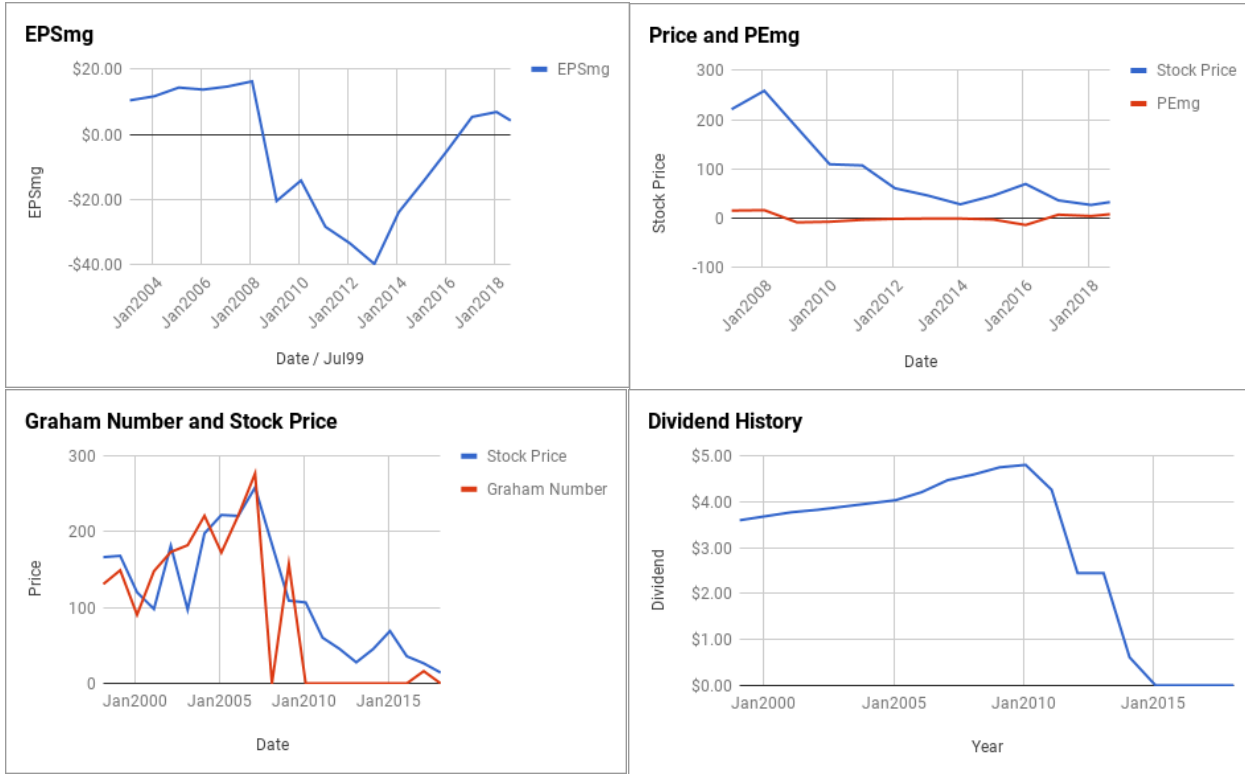 EPSmg
$20.00
$0.00
-$20.00
-$40.00
EPSmg
Jan2004
Jan2006
Jan2008
Jan2010
Jan2012
Jan2014
Jan2016
Jan2018
Date / Jul99
EPSmg
Price and PEmg
300
200
100
0
-100
Stock Price
Jan2008
Jan2010
Jan2012
Jan2014
Jan2016
Jan2018
Date
Stock Price
PEmg
Graham Number and Stock Price
300
200
100
0
Price
Jan2000
Jan2005
Jan2010
Jan2015
Date
Stock Price
Graham Number
Dividend History
$5.00
$4.00
$3.00
$2.00
$1.00
$0.00
Dividend
Jan2000
Jan2005
Jan2010
Jan2015
Year